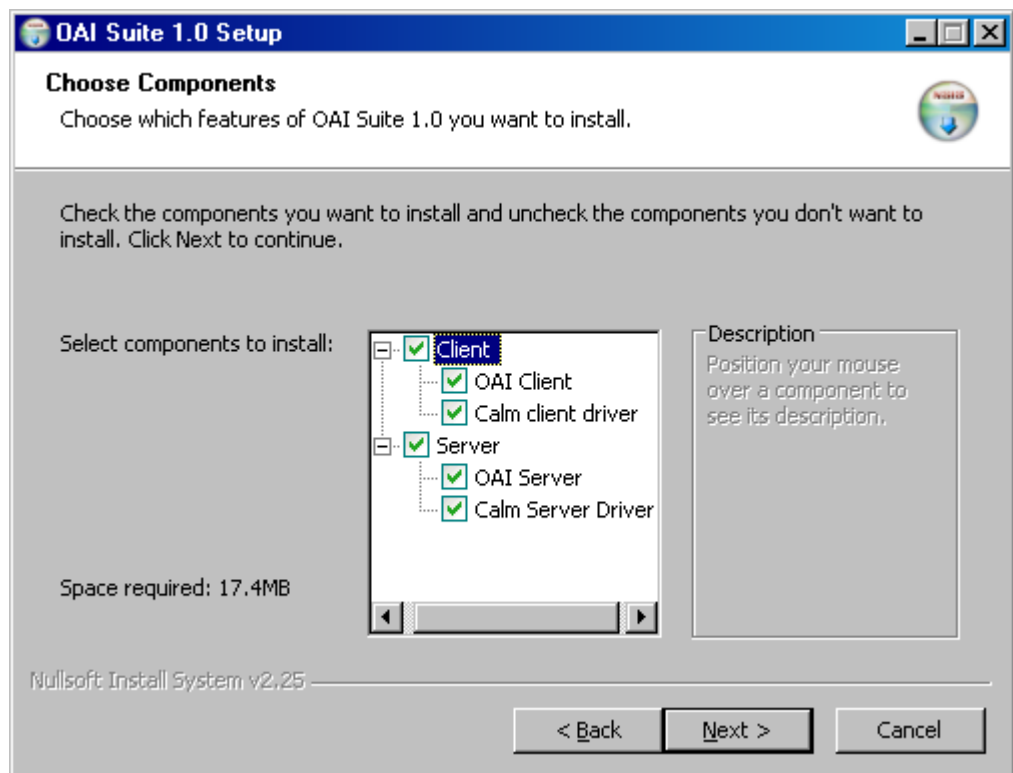 OAI Suite 1.0 Setup
Choose Components
Choose which features of OAI Suite 1.0 you want to install.
Check the components you want to install and uncheck the components you don't want to
install. Click Next to continue.
Select components to install:
Client
OAI Client
Calm client driver
Server
OAI Server
Calm Server Driver
Description
Position your mouse
over a component to
see its description.
Space required: 17.4MB
Nullsoft Install System v2.25
< Back
Next >
Cancel